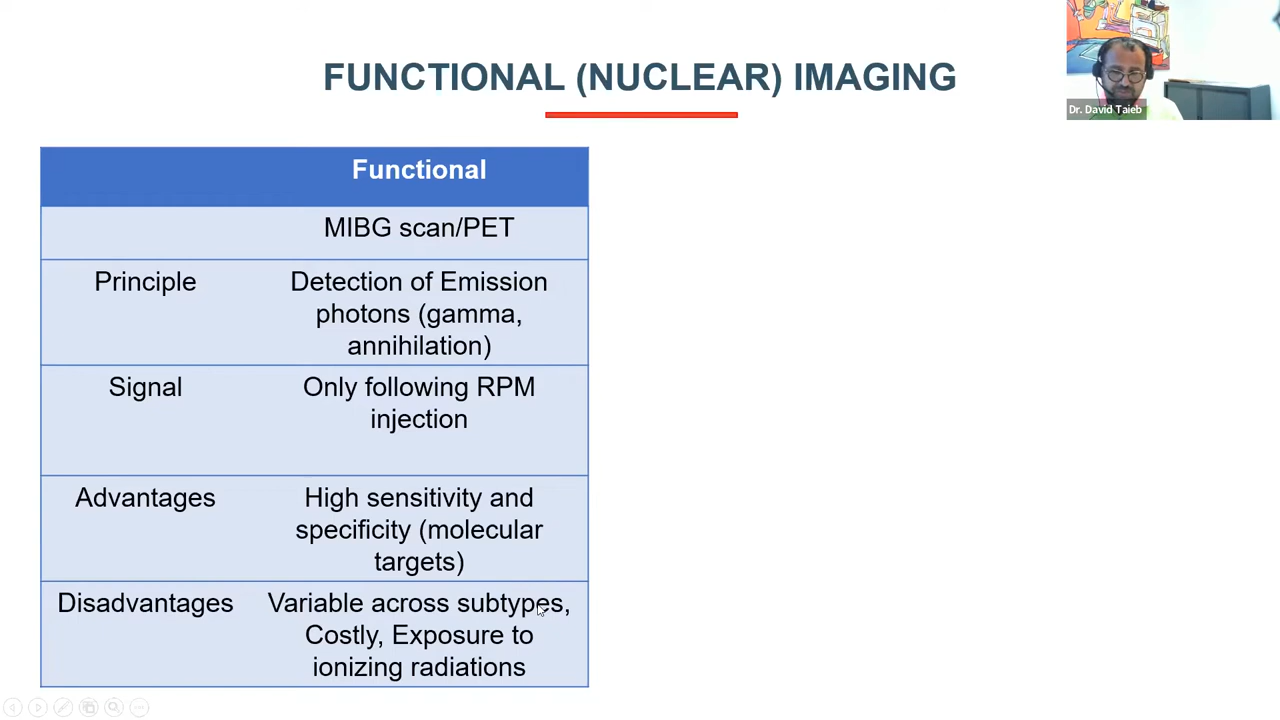 FUNCTIONAL (NUCLEAR) IMAGING
Dr. David Taieb
Functional
MIBG scan/PET
Principle
Detection of Emission
photons (gamma,
annihilation)
Signal
Only following RPM
injection
Advantages
High sensitivity and
specificity (molecular
targets)
Disadvantages
Variable across subtypes,
Costly, Exposure to
ionizing radiations